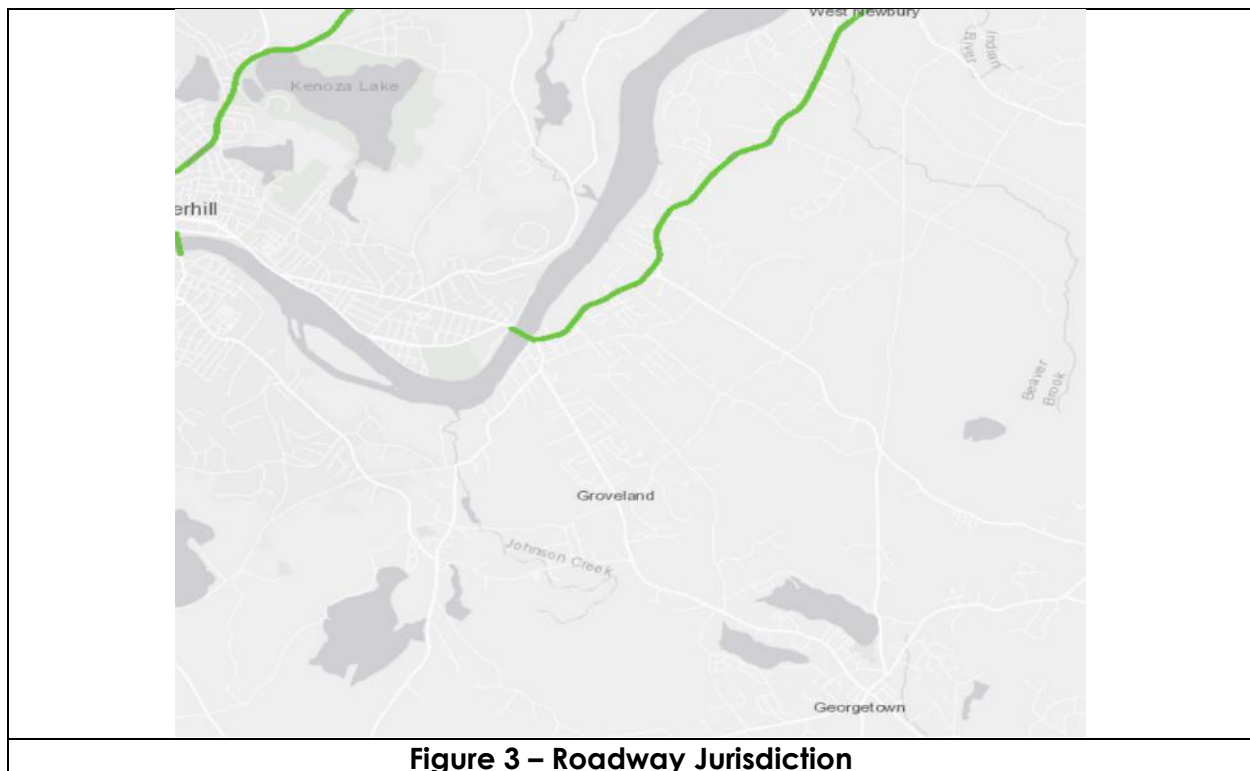 West Newbury
Indian
River
Kenoza Lake
erhill
Beaver
Brook
Groveland
Johnson Creek
Georgetown
Figure 3 – Roadway Jurisdiction